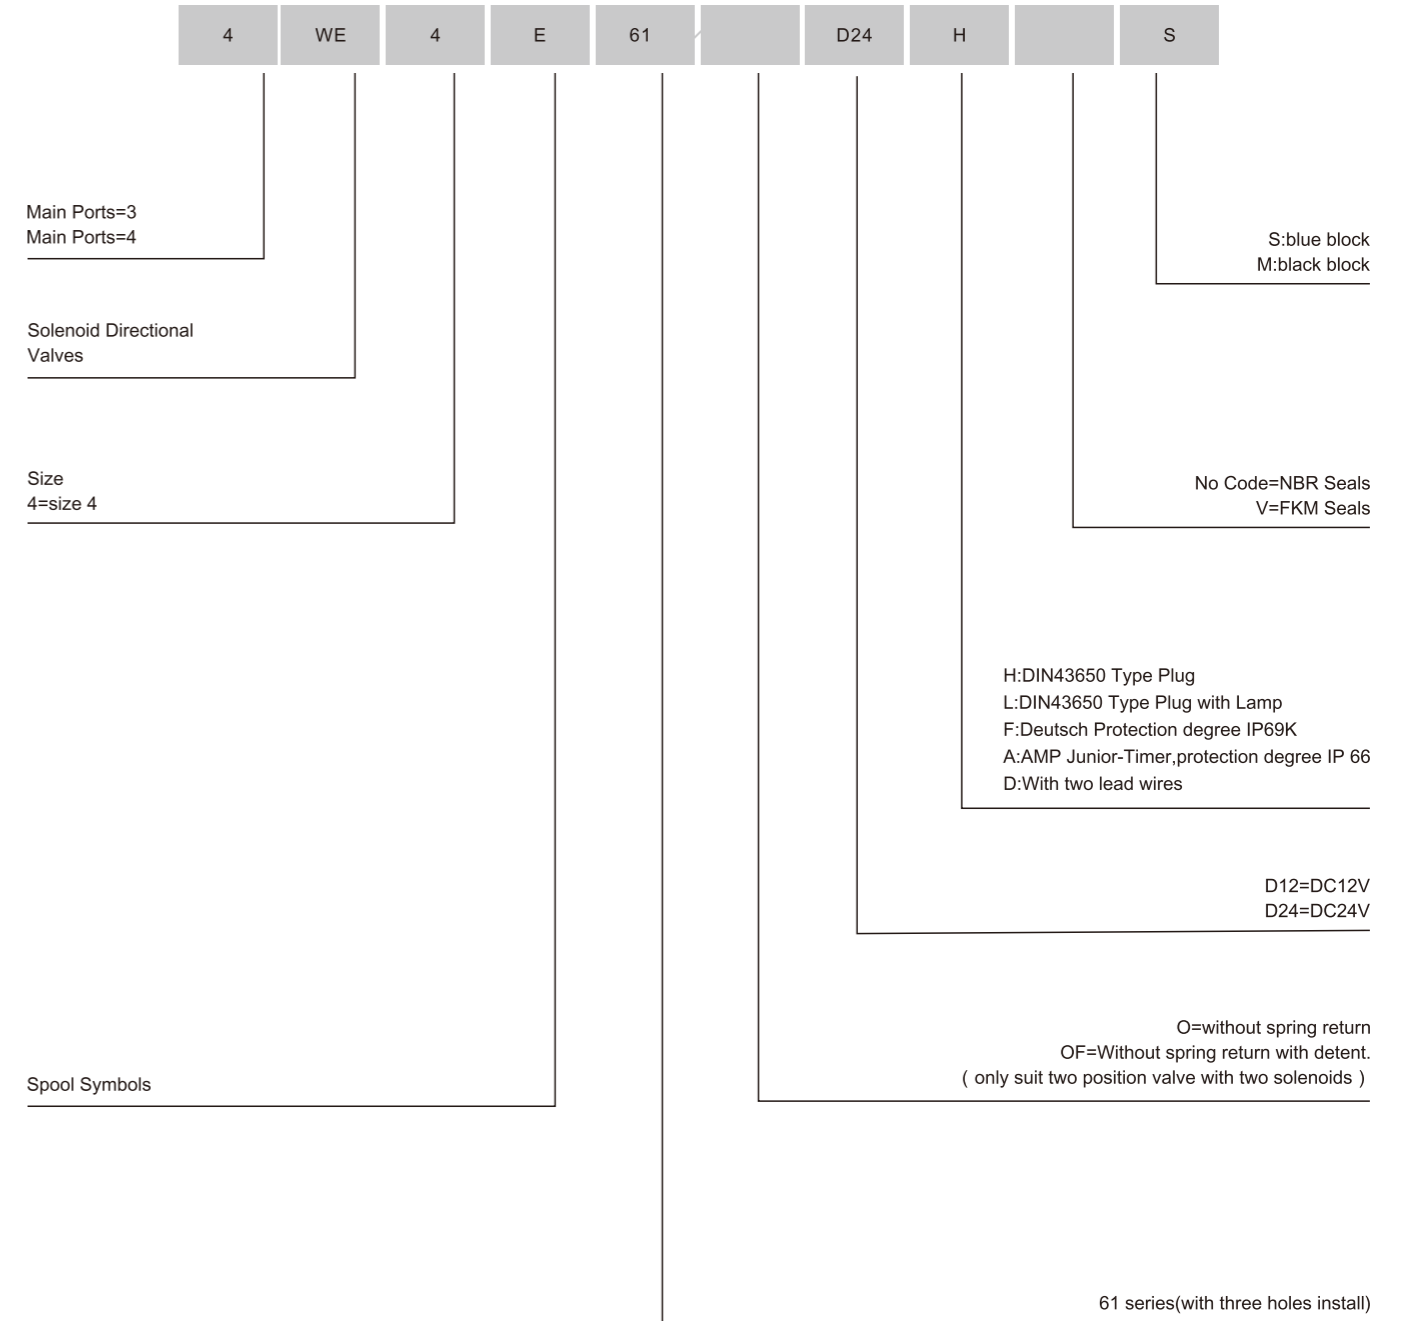 4 WE 4 E 61 / D24 H S
Main Ports=3
Main Ports=4
S:blue block
M:black block
Solenoid Directional
Valves
Size
4=size 4
No Code=NBR Seals
V=FKM Seals
H:DIN43650 Type Plug
L:DIN43650 Type Plug with Lamp
F:Deutsch Protection degree IP69K
A:AMP Junior-Timer,protection degree IP 66
D:With two lead wires
D12=DC12V
D24=DC24V
O=without spring return
OF=Without spring return with detent.
( only suit two position valve with two solenoids )
Spool Symbols
61 series(with three holes install)